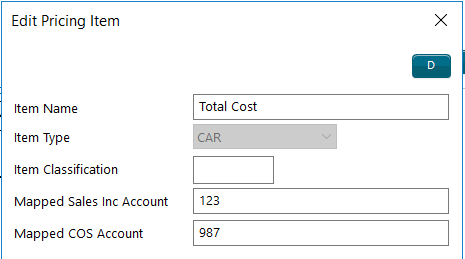 Edit Pricing Item
D
Item Name Total Cost
Item Type CAR
Item Classification
Mapped Sales Inc Account 123
Mapped COS Account 987